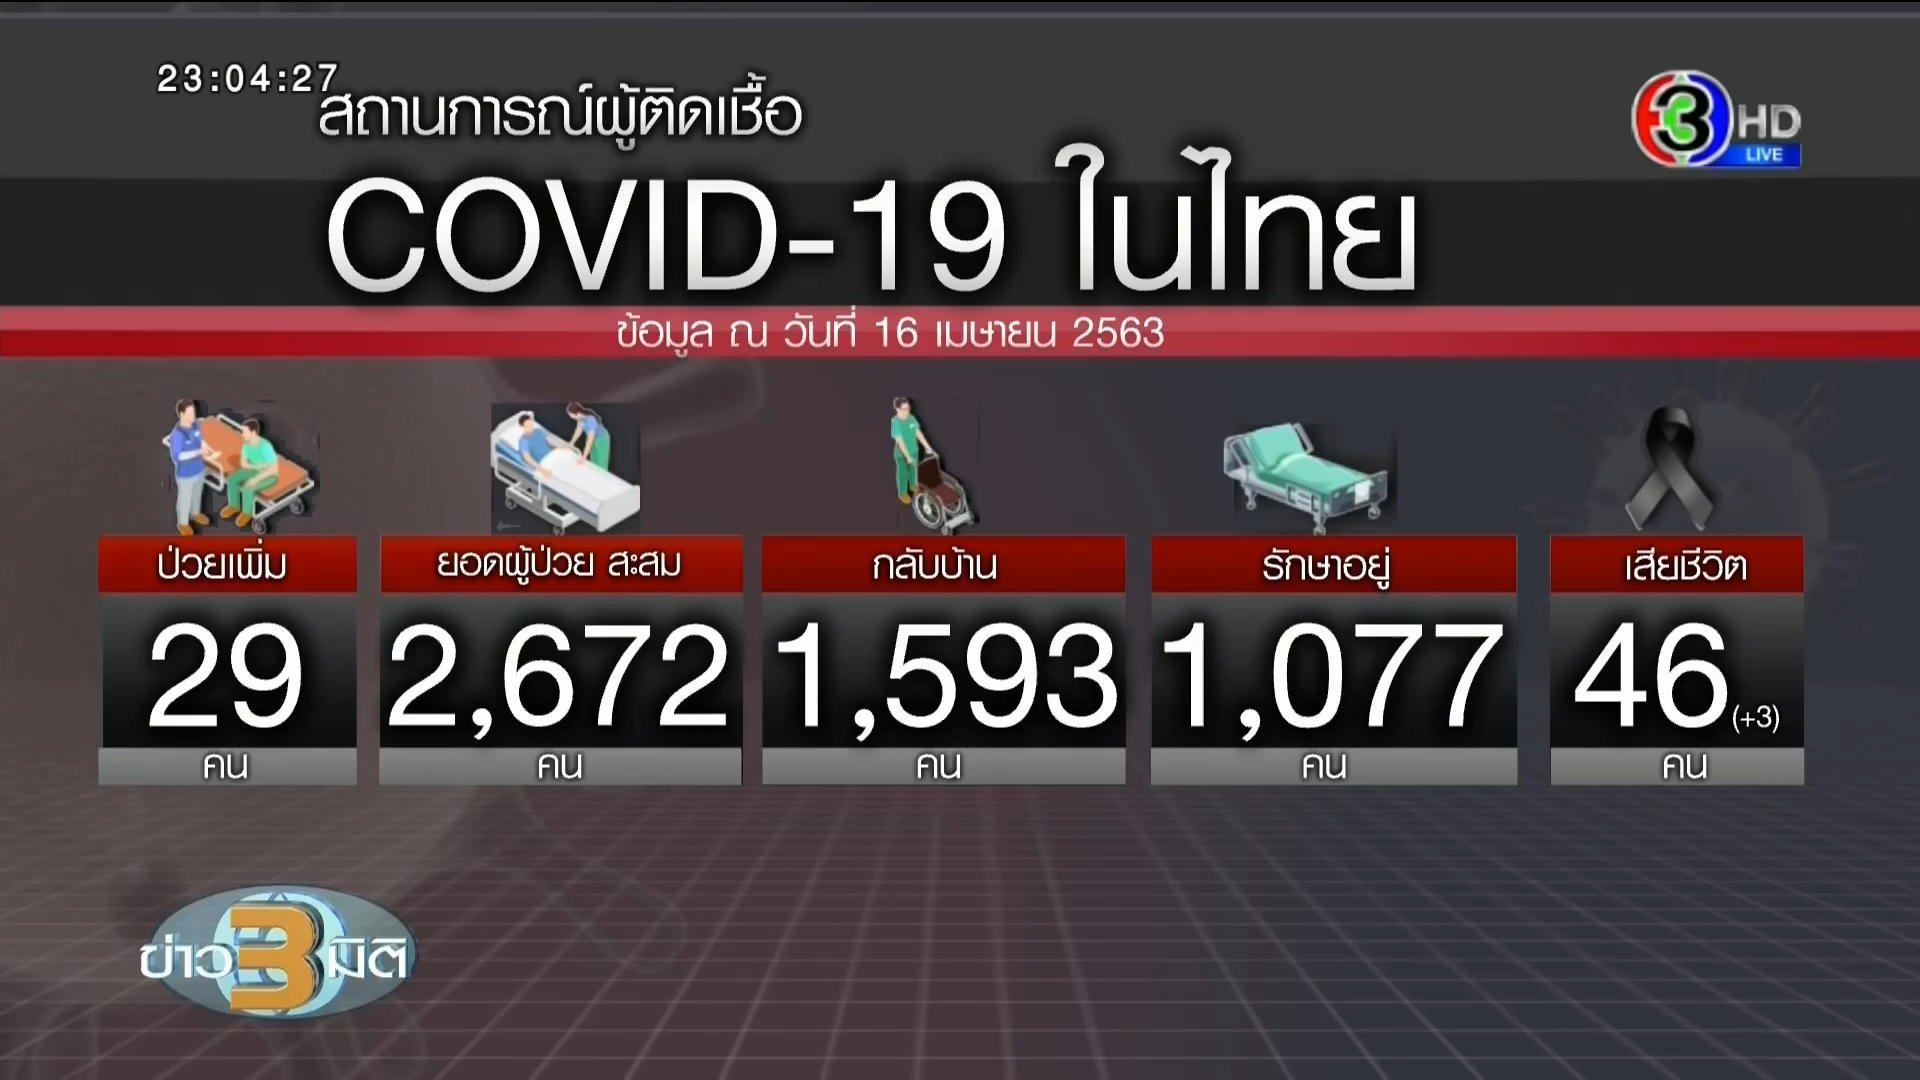 23:04:27
สถานการณ์ผู้ติดเชื้อ
3 HD
LIVE
COVID-19 ในไทย
ข้อมูล ณ วันที่ 16 เมษายน 2563
ป่วยเพิ่ม
29
คน
ยอดผู้ป่วย สะสม
2,672
คน
กลับบ้าน
1,593
คน
รักษาอยู่
1,077
คน
เสียชีวิต
46 (+3)
คน
ข่าว 3 มิติ